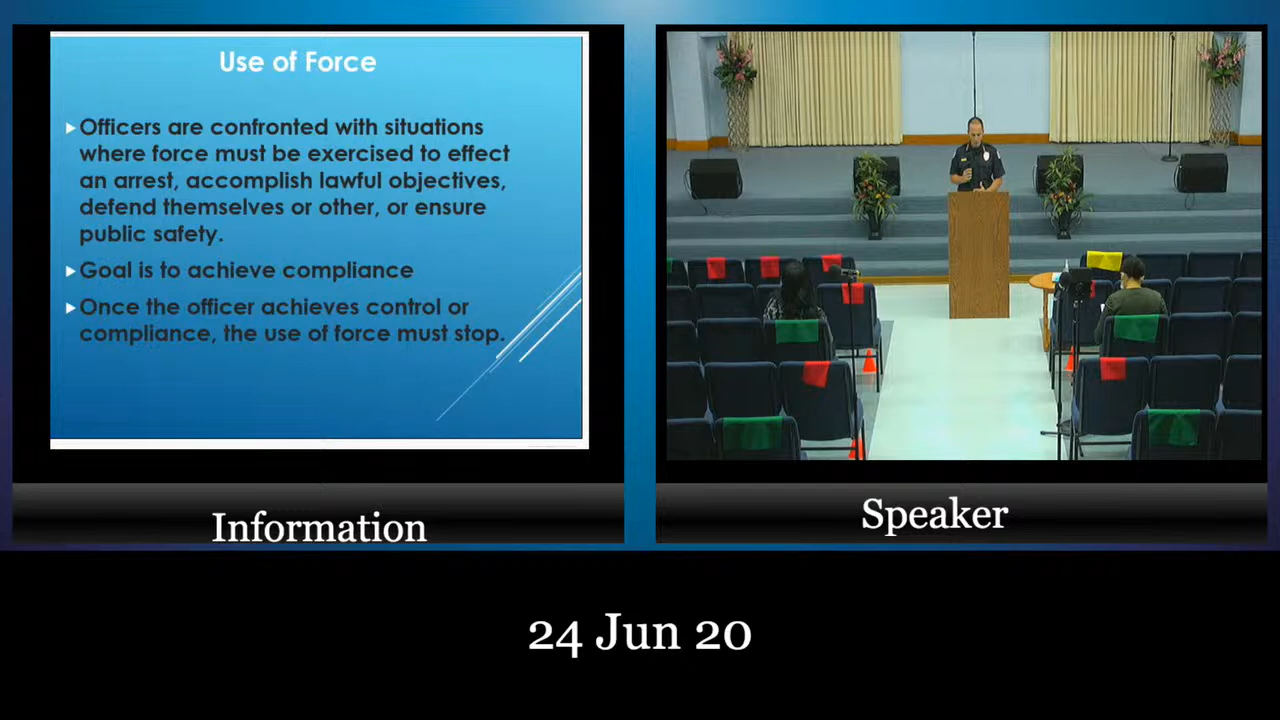 Use of Force
Officers are confronted with situations
where force must be exercised to effect
an arrest, accomplish lawful objectives,
defend themselves or other, or ensure
public safety.
Goal is to achieve compliance
Once the officer achieves control or
compliance, the use of force must stop.
Information
Speaker
24 Jun 20